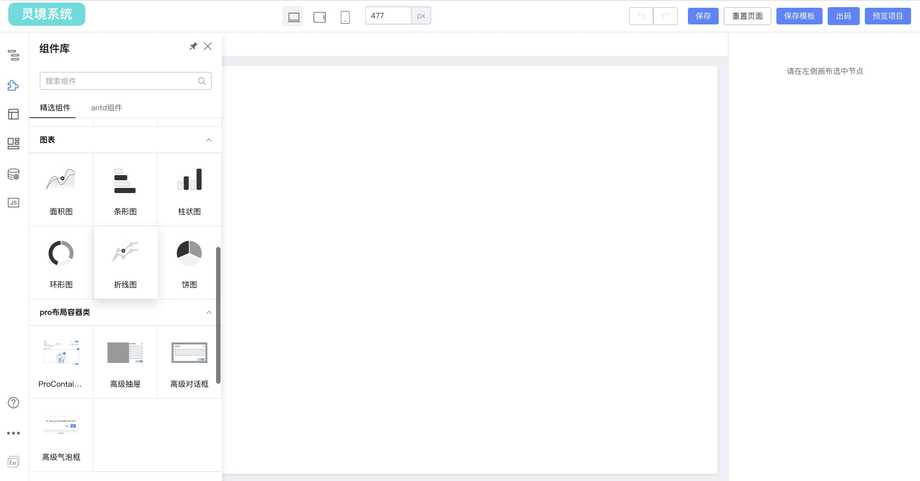 灵境系统
477
px
保存
重置页面
保存模板
出码
预览项目
组件库
搜索组件
精选组件
antd组件
图表
面积图
条形图
柱状图
环形图
折线图
饼图
pro布局容器类
ProContai...
高级抽屉
高级对话框
高级气泡框
请在左侧画布选中节点
JS
En